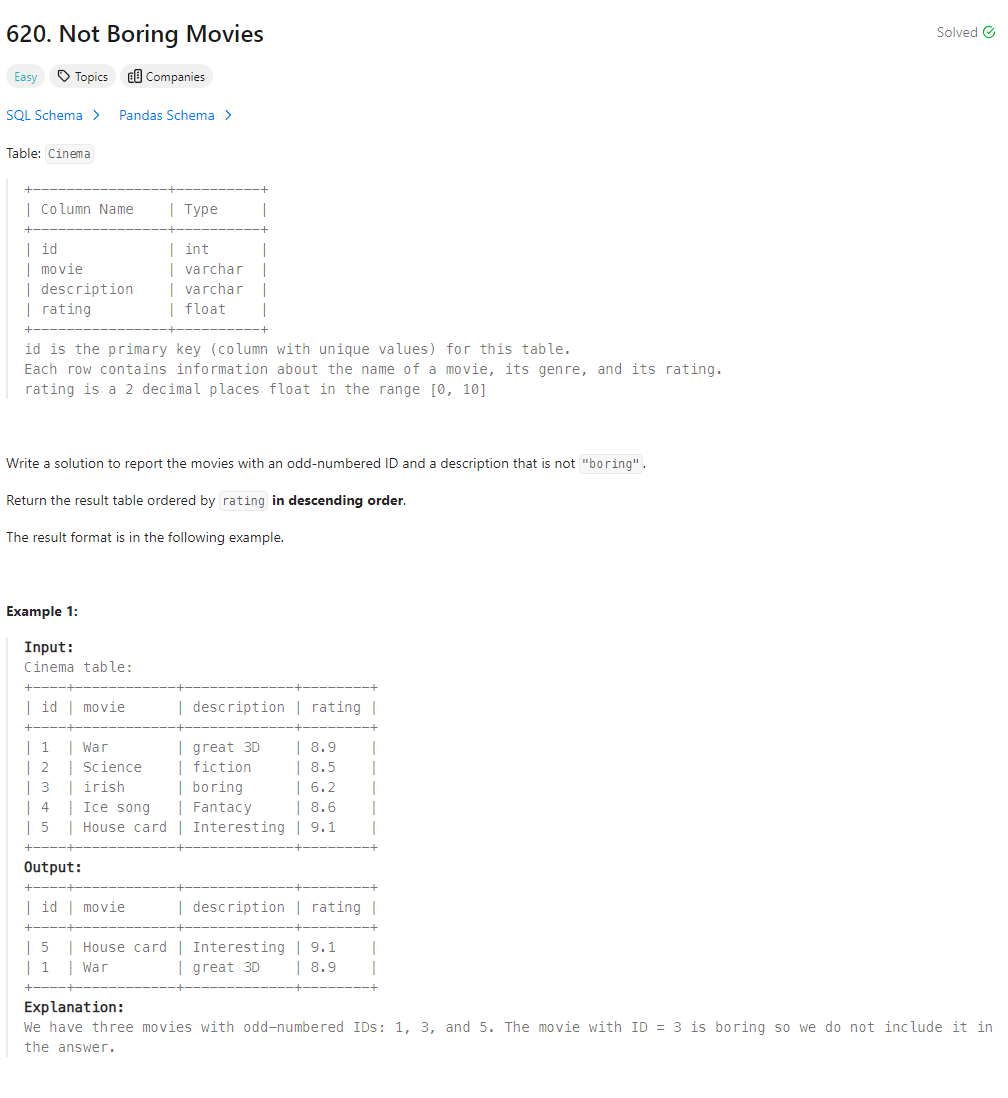 620. Not Boring Movies
Solved
Easy Topics Companies
SQL Schema > Pandas Schema >
Table: Cinema
+----------------+----------+
| Column Name    | Type     |
+----------------+----------+
| id             | int      |
| movie          | varchar  |
| description    | varchar  |
| rating         | float    |
+----------------+----------+
id is the primary key (column with unique values) for this table.
Each row contains information about the name of a movie, its genre, and its rating.
rating is a 2 decimal places float in the range [0, 10]
Write a solution to report the movies with an odd-numbered ID and a description that is not "boring".
Return the result table ordered by rating in descending order.
The result format is in the following example.
Example 1:
Input:
Cinema table:
+----+------------+-------------+--------+
| id | movie      | description | rating |
+----+------------+-------------+--------+
| 1  | War        | great 3D    | 8.9    |
| 2  | Science    | fiction     | 8.5    |
| 3  | irish      | boring      | 6.2    |
| 4  | Ice song   | Fantacy     | 8.6    |
| 5  | House card | Interesting | 9.1    |
+----+------------+-------------+--------+
Output:
+----+------------+-------------+--------+
| id | movie      | description | rating |
+----+------------+-------------+--------+
| 5  | House card | Interesting | 9.1    |
| 1  | War        | great 3D    | 8.9    |
+----+------------+-------------+--------+
Explanation:
We have three movies with odd-numbered IDs: 1, 3, and 5. The movie with ID = 3 is boring so we do not include it in
the answer.